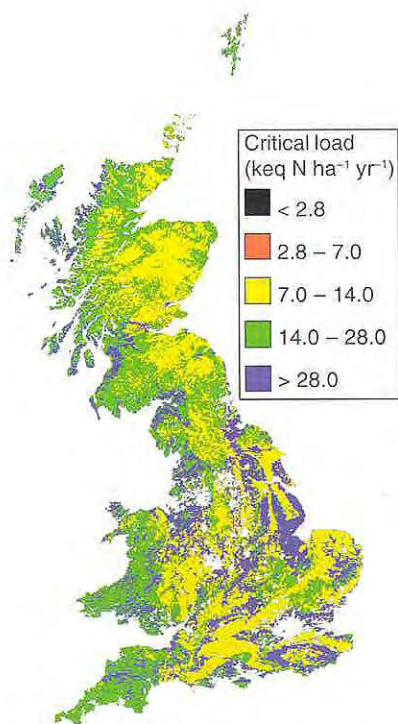 Critical load
(keq N ha⁻¹ yr⁻¹)
< 2.8
2.8 – 7.0
7.0 – 14.0
14.0 – 28.0
> 28.0